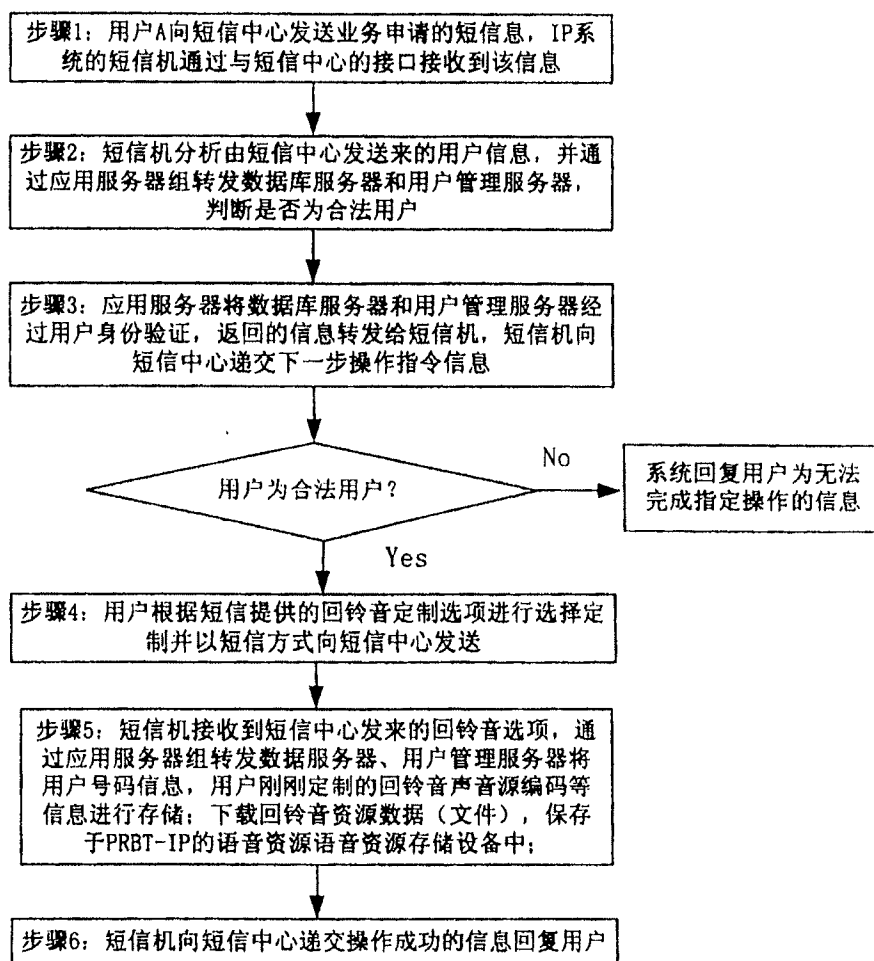 步骤1：用户A向短信中心发送业务申请的短信息，IP系
统的短信机通过与短信中心的接口接收到该信息
步骤2：短信机分析由短信中心发送来的用户信息，并通
过应用服务器组转发数据库服务器和用户管理服务器，
判断是否为合法用户
步骤3：应用服务器将数据库服务器和用户管理服务器经
过用户身份验证，返回的信息转发给短信机，短信机向
短信中心递交下一步操作指令信息
用户为合法用户？
No
系统回复用户为无法
完成指定操作的信息
Yes
步骤4：用户根据短信提供的回铃音定制选项进行选择定
制并以短信方式向短信中心发送
步骤5：短信机接收到短信中心发来的回铃音选项，通
过应用服务器组转发数据服务器、用户管理服务器将
用户号码信息，用户刚刚定制的回铃音声音源编码等
信息进行存储；下载回铃音资源数据（文件），保存
于PRBT-IP的语音资源语音资源存储设备中；
步骤6：短信机向短信中心递交操作成功的信息回复用户